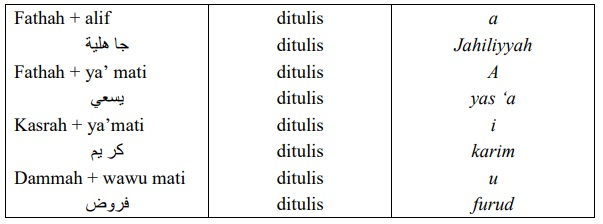 Fathah + alif ditulis a
جا هلية ditulis Jahiliyyah
Fathah + ya’ mati ditulis A
يسعي ditulis yas ‘a
Kasrah + ya’mati ditulis i
كر يم ditulis karim
Dammah + wawu mati ditulis u
فروض ditulis furud